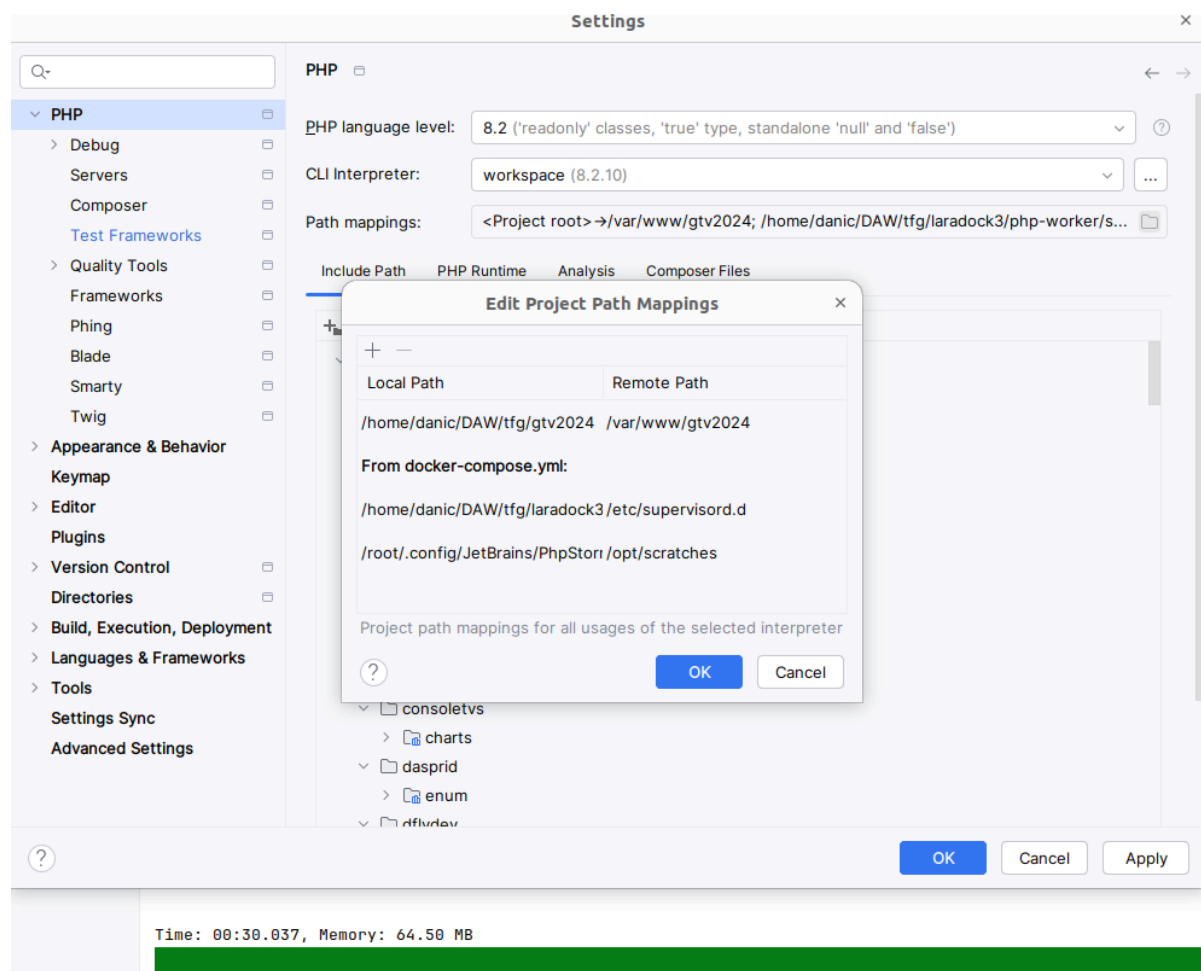 Settings
PHP
PHP
Debug
Servers
Composer
Test Frameworks
Quality Tools
Frameworks
Phing
Blade
Smarty
Twig
Appearance & Behavior
Keymap
Editor
Plugins
Version Control
Directories
Build, Execution, Deployment
Languages & Frameworks
Tools
Settings Sync
Advanced Settings
PHP language level: 8.2 ('readonly' classes, 'true' type, standalone 'null' and 'false')
CLI Interpreter: workspace (8.2.10) ...
Path mappings: <Project root>→/var/www/gtv2024; /home/danic/DAW/tfg/laradock3/php-worker/s...
Include Path PHP Runtime Analysis Composer Files
Edit Project Path Mappings
Local Path Remote Path
/home/danic/DAW/tfg/gtv2024 /var/www/gtv2024
From docker-compose.yml:
/home/danic/DAW/tfg/laradock3 /etc/supervisord.d
/root/.config/JetBrains/PhpStor /opt/scratches
Project path mappings for all usages of the selected interpreter
? OK Cancel
consoletvs
charts
dasprid
enum
dflydev
? OK Cancel Apply
Time: 00:30.037, Memory: 64.50 MB